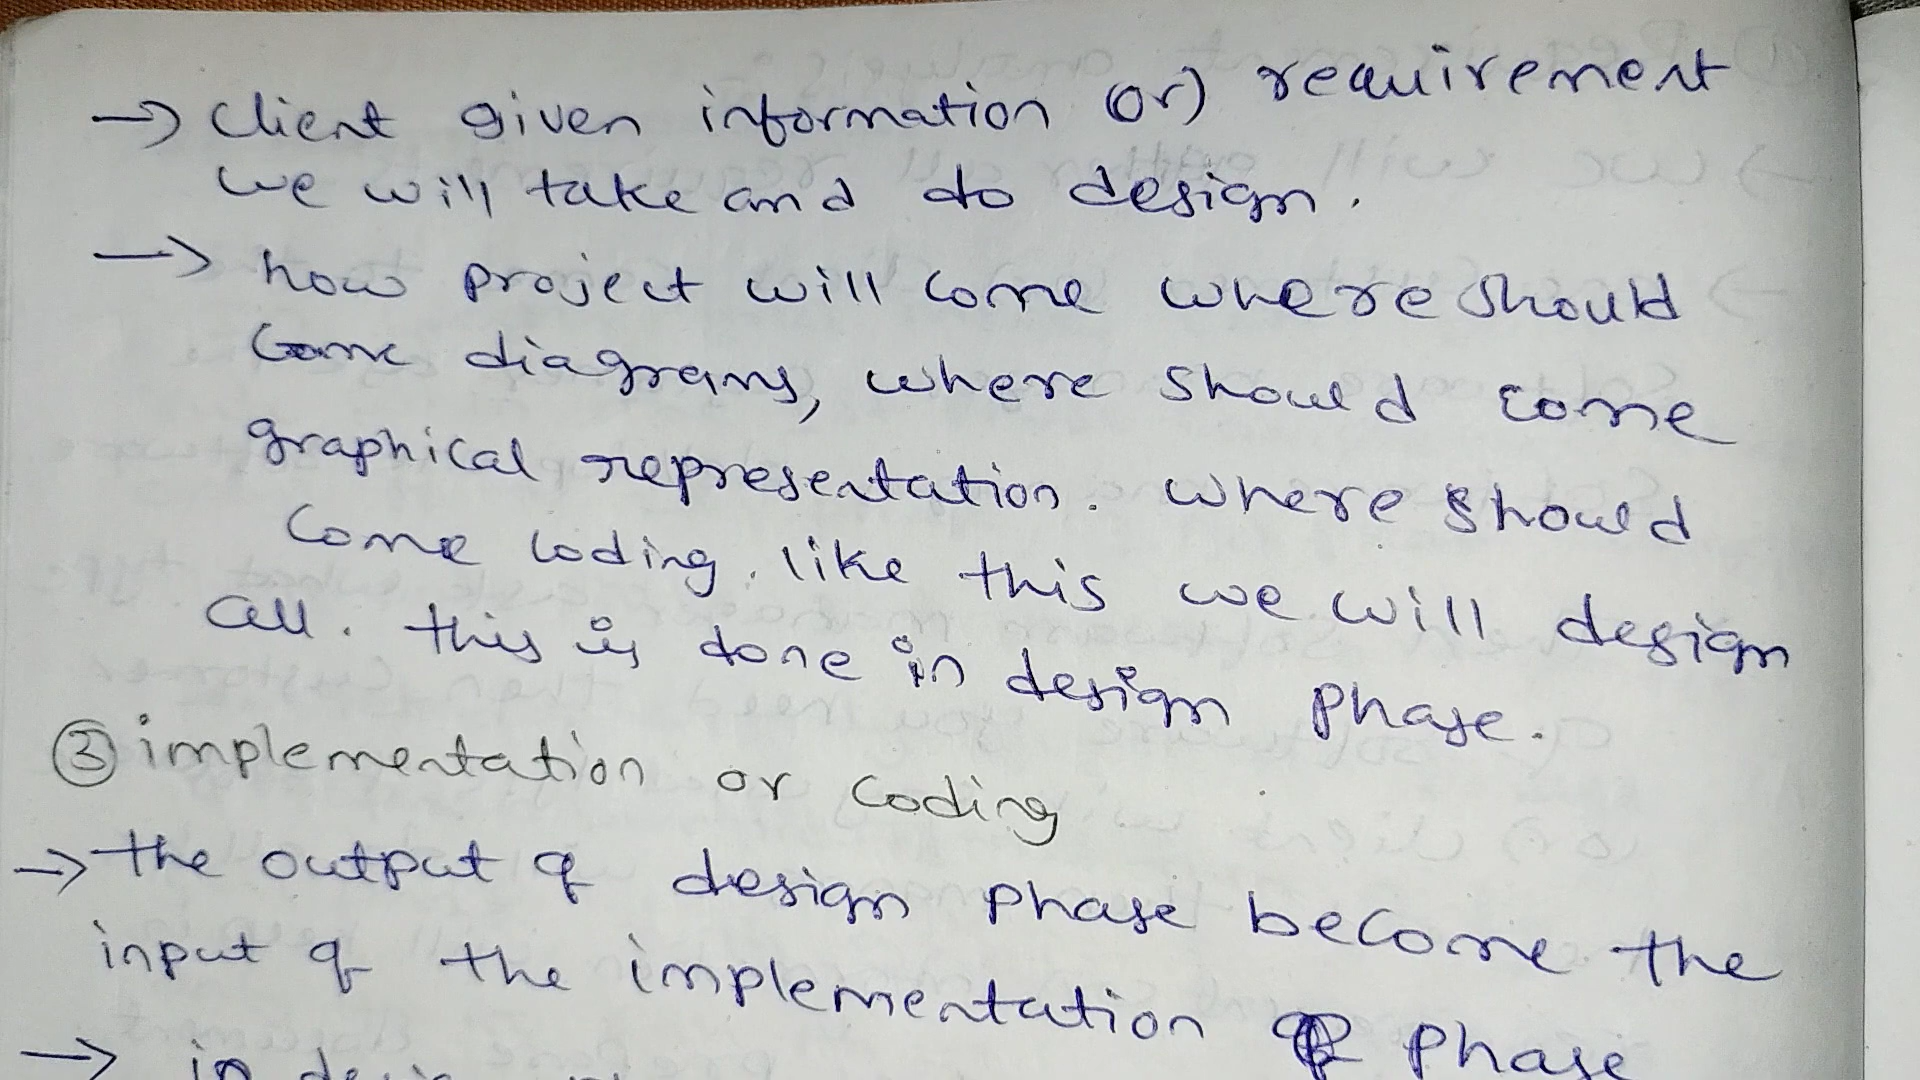 → Client given information (or) requirement
we will take and do design.
→ how project will come where should
come diagrams, where should come
graphical representation. where should
come coding. like this we will design
all. this is done in design phase.
③ implementation or coding
→ the output of design phase become the
input of the implementation phase
→ in